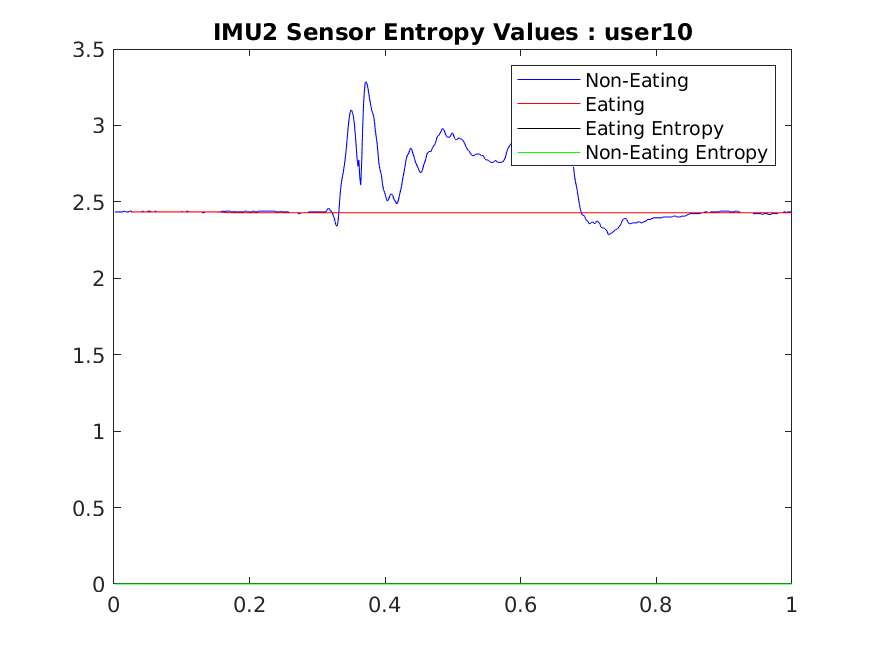 IMU2 Sensor Entropy Values : user10
3.5
3
2.5
2
1.5
1
0.5
0
Non-Eating
Eating
Eating Entropy
Non-Eating Entropy
0 0.2 0.4 0.6 0.8 1